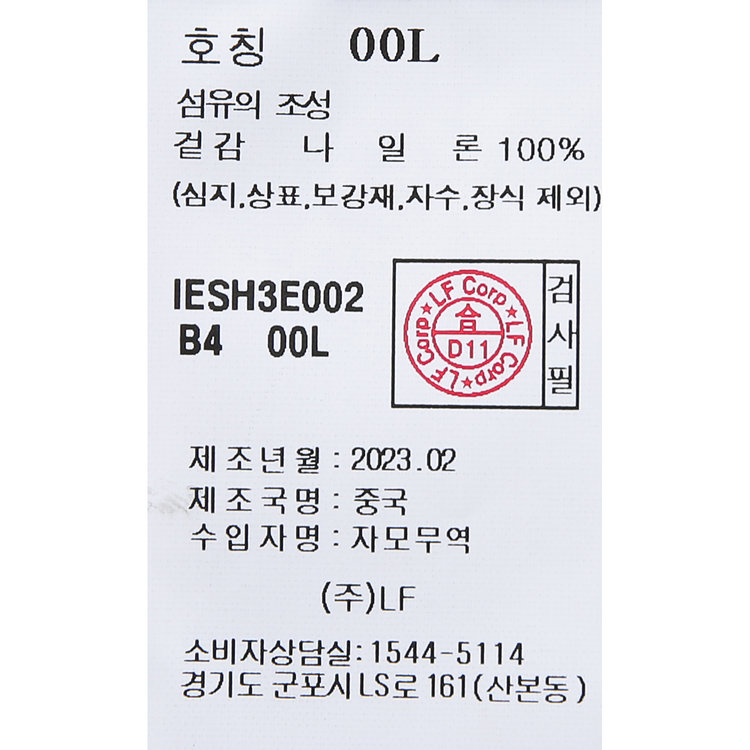 호칭 00L
섬유의 조성
겉감 나 일 론 100%
(심지,상표,보강재,자수,장식 제외)
IESH3E002
B4 00L
★LF Corp★LF Corp★LF Corp
合
D11
검사필
제조년월 : 2023.02
제조국명 : 중국
수입자명 : 자모무역
(주)LF
소비자상담실:1544-5114
경기도 군포시 LS로 161(산본동)